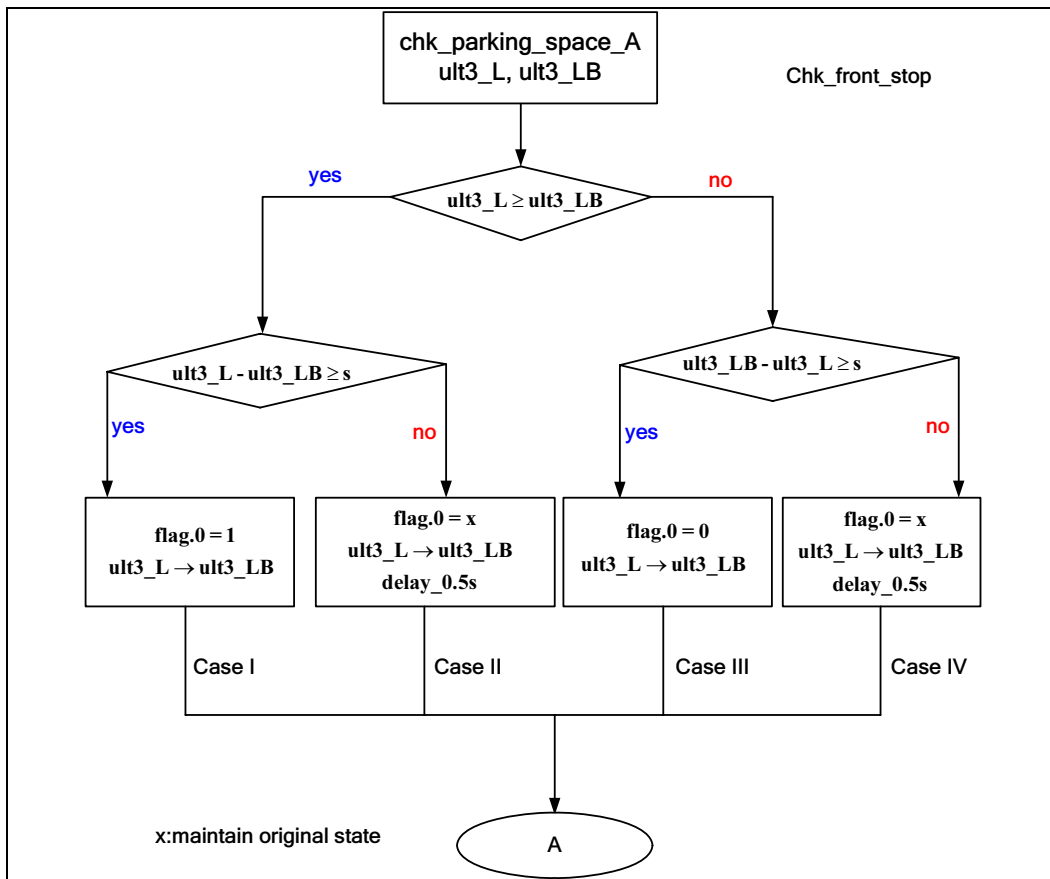 chk_parking_space_A
ult3_L, ult3_LB
Chk_front_stop
yes
no
ult3_L ≥ ult3_LB
ult3_L - ult3_LB ≥ s
ult3_LB - ult3_L ≥ s
yes
no
yes
no
flag.0 = 1
ult3_L → ult3_LB
flag.0 = x
ult3_L → ult3_LB
delay_0.5s
flag.0 = 0
ult3_L → ult3_LB
flag.0 = x
ult3_L → ult3_LB
delay_0.5s
Case I
Case II
Case III
Case IV
x:maintain original state
A